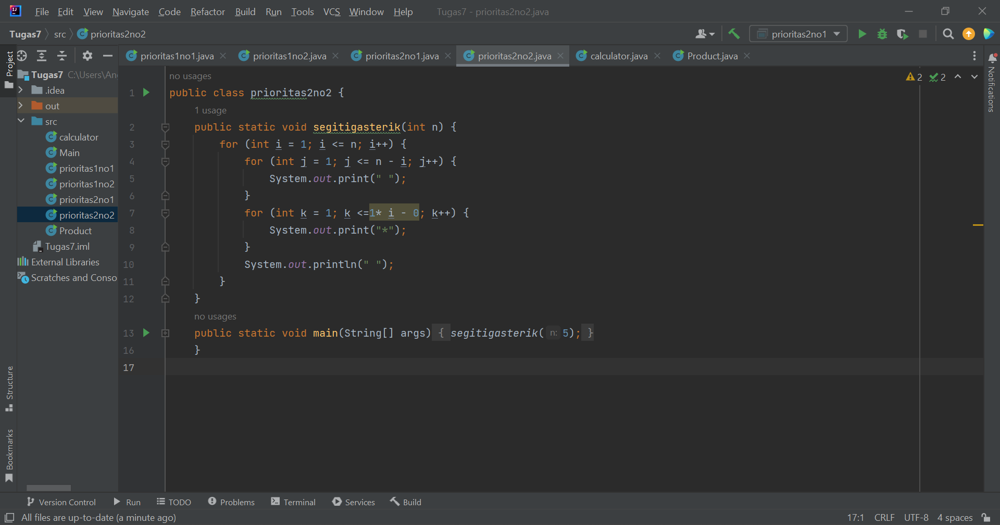 File Edit View Navigate Code Refactor Build Run Tools VCS Window Help Tugas7 - prioritas2no2.java
Tugas7 src prioritas2no2 prioritas2no1
prioritas1no1.java prioritas1no2.java prioritas2no1.java prioritas2no2.java calculator.java Product.java
Project
Tugas7 C:\Users\An
.idea
out
src
calculator
Main
prioritas1no1
prioritas1no2
prioritas2no1
prioritas2no2
Product
Tugas7.iml
External Libraries
Scratches and Conso
Structure
Bookmarks
no usages
2 2
1 public class prioritas2no2 {
1 usage
2 public static void segitigasterik(int n) {
3 for (int i = 1; i <= n; i++) {
4 for (int j = 1; j <= n - i; j++) {
5 System.out.print(" ");
6 }
7 for (int k = 1; k <=1* i - 0; k++) {
8 System.out.print("*");
9 }
10 System.out.println(" ");
11 }
12 }
no usages
13 public static void main(String[] args) { segitigasterik( n: 5); }
16 }
17
Notifications
Version Control Run TODO Problems Terminal Services Build
All files are up-to-date (a minute ago) 17:1 CRLF UTF-8 4 spaces